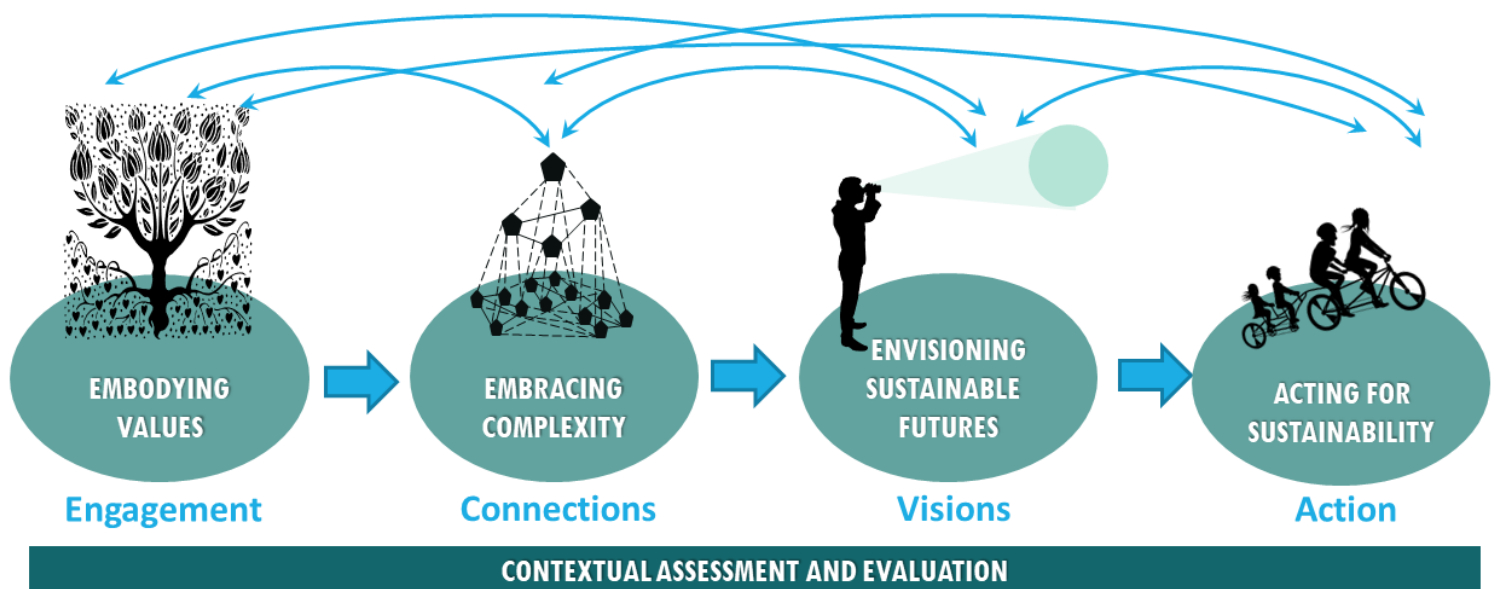 EMBODYING
VALUES
EMBRACING
COMPLEXITY
ENVISIONING
SUSTAINABLE
FUTURES
ACTING FOR
SUSTAINABILITY
Engagement
Connections
Visions
Action
CONTEXTUAL ASSESSMENT AND EVALUATION